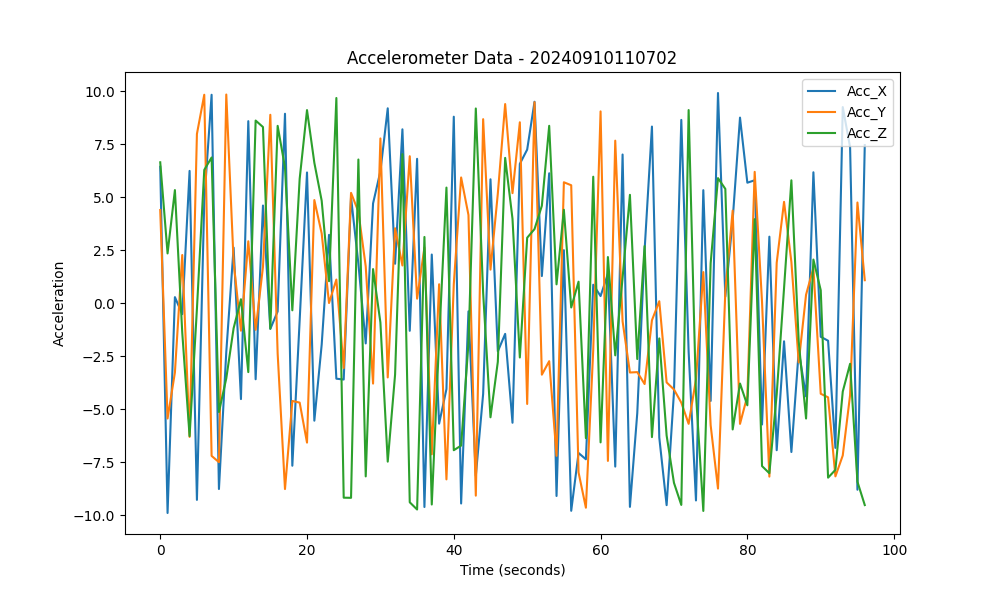 Accelerometer Data - 20240910110702
Acc_X
Acc_Y
Acc_Z
Acceleration
10.0
7.5
5.0
2.5
0.0
−2.5
−5.0
−7.5
−10.0
0 20 40 60 80 100
Time (seconds)